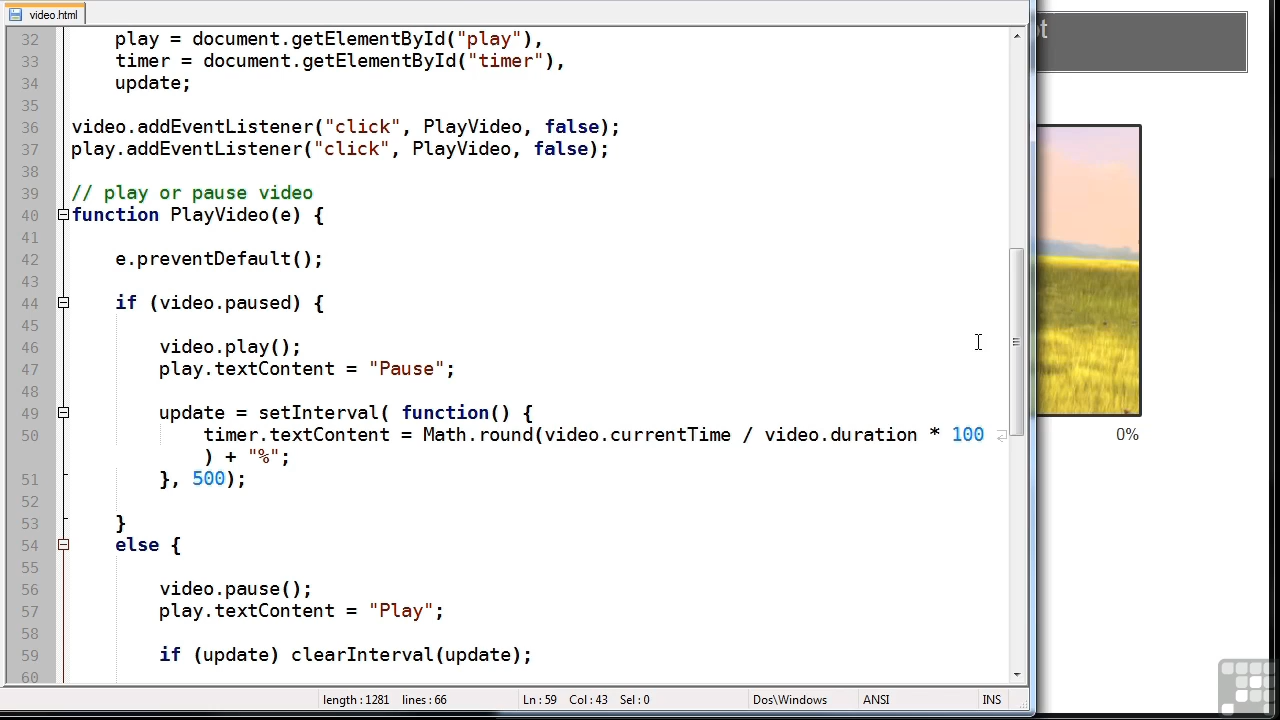 video.html
32 play = document.getElementById("play"),
33 timer = document.getElementById("timer"),
34 update;
35
36 video.addEventListener("click", PlayVideo, false);
37 play.addEventListener("click", PlayVideo, false);
38
39 // play or pause video
40 function PlayVideo(e) {
41
42 e.preventDefault();
43
44 if (video.paused) {
45
46 video.play();
47 play.textContent = "Pause";
48
49 update = setInterval( function() {
50 timer.textContent = Math.round(video.currentTime / video.duration * 100
) + "%";
51 }, 500);
52
53 }
54 else {
55
56 video.pause();
57 play.textContent = "Play";
58
59 if (update) clearInterval(update);
60
length : 1281 lines : 66 Ln : 59 Col : 43 Sel : 0 Dos\Windows ANSI INS
0%